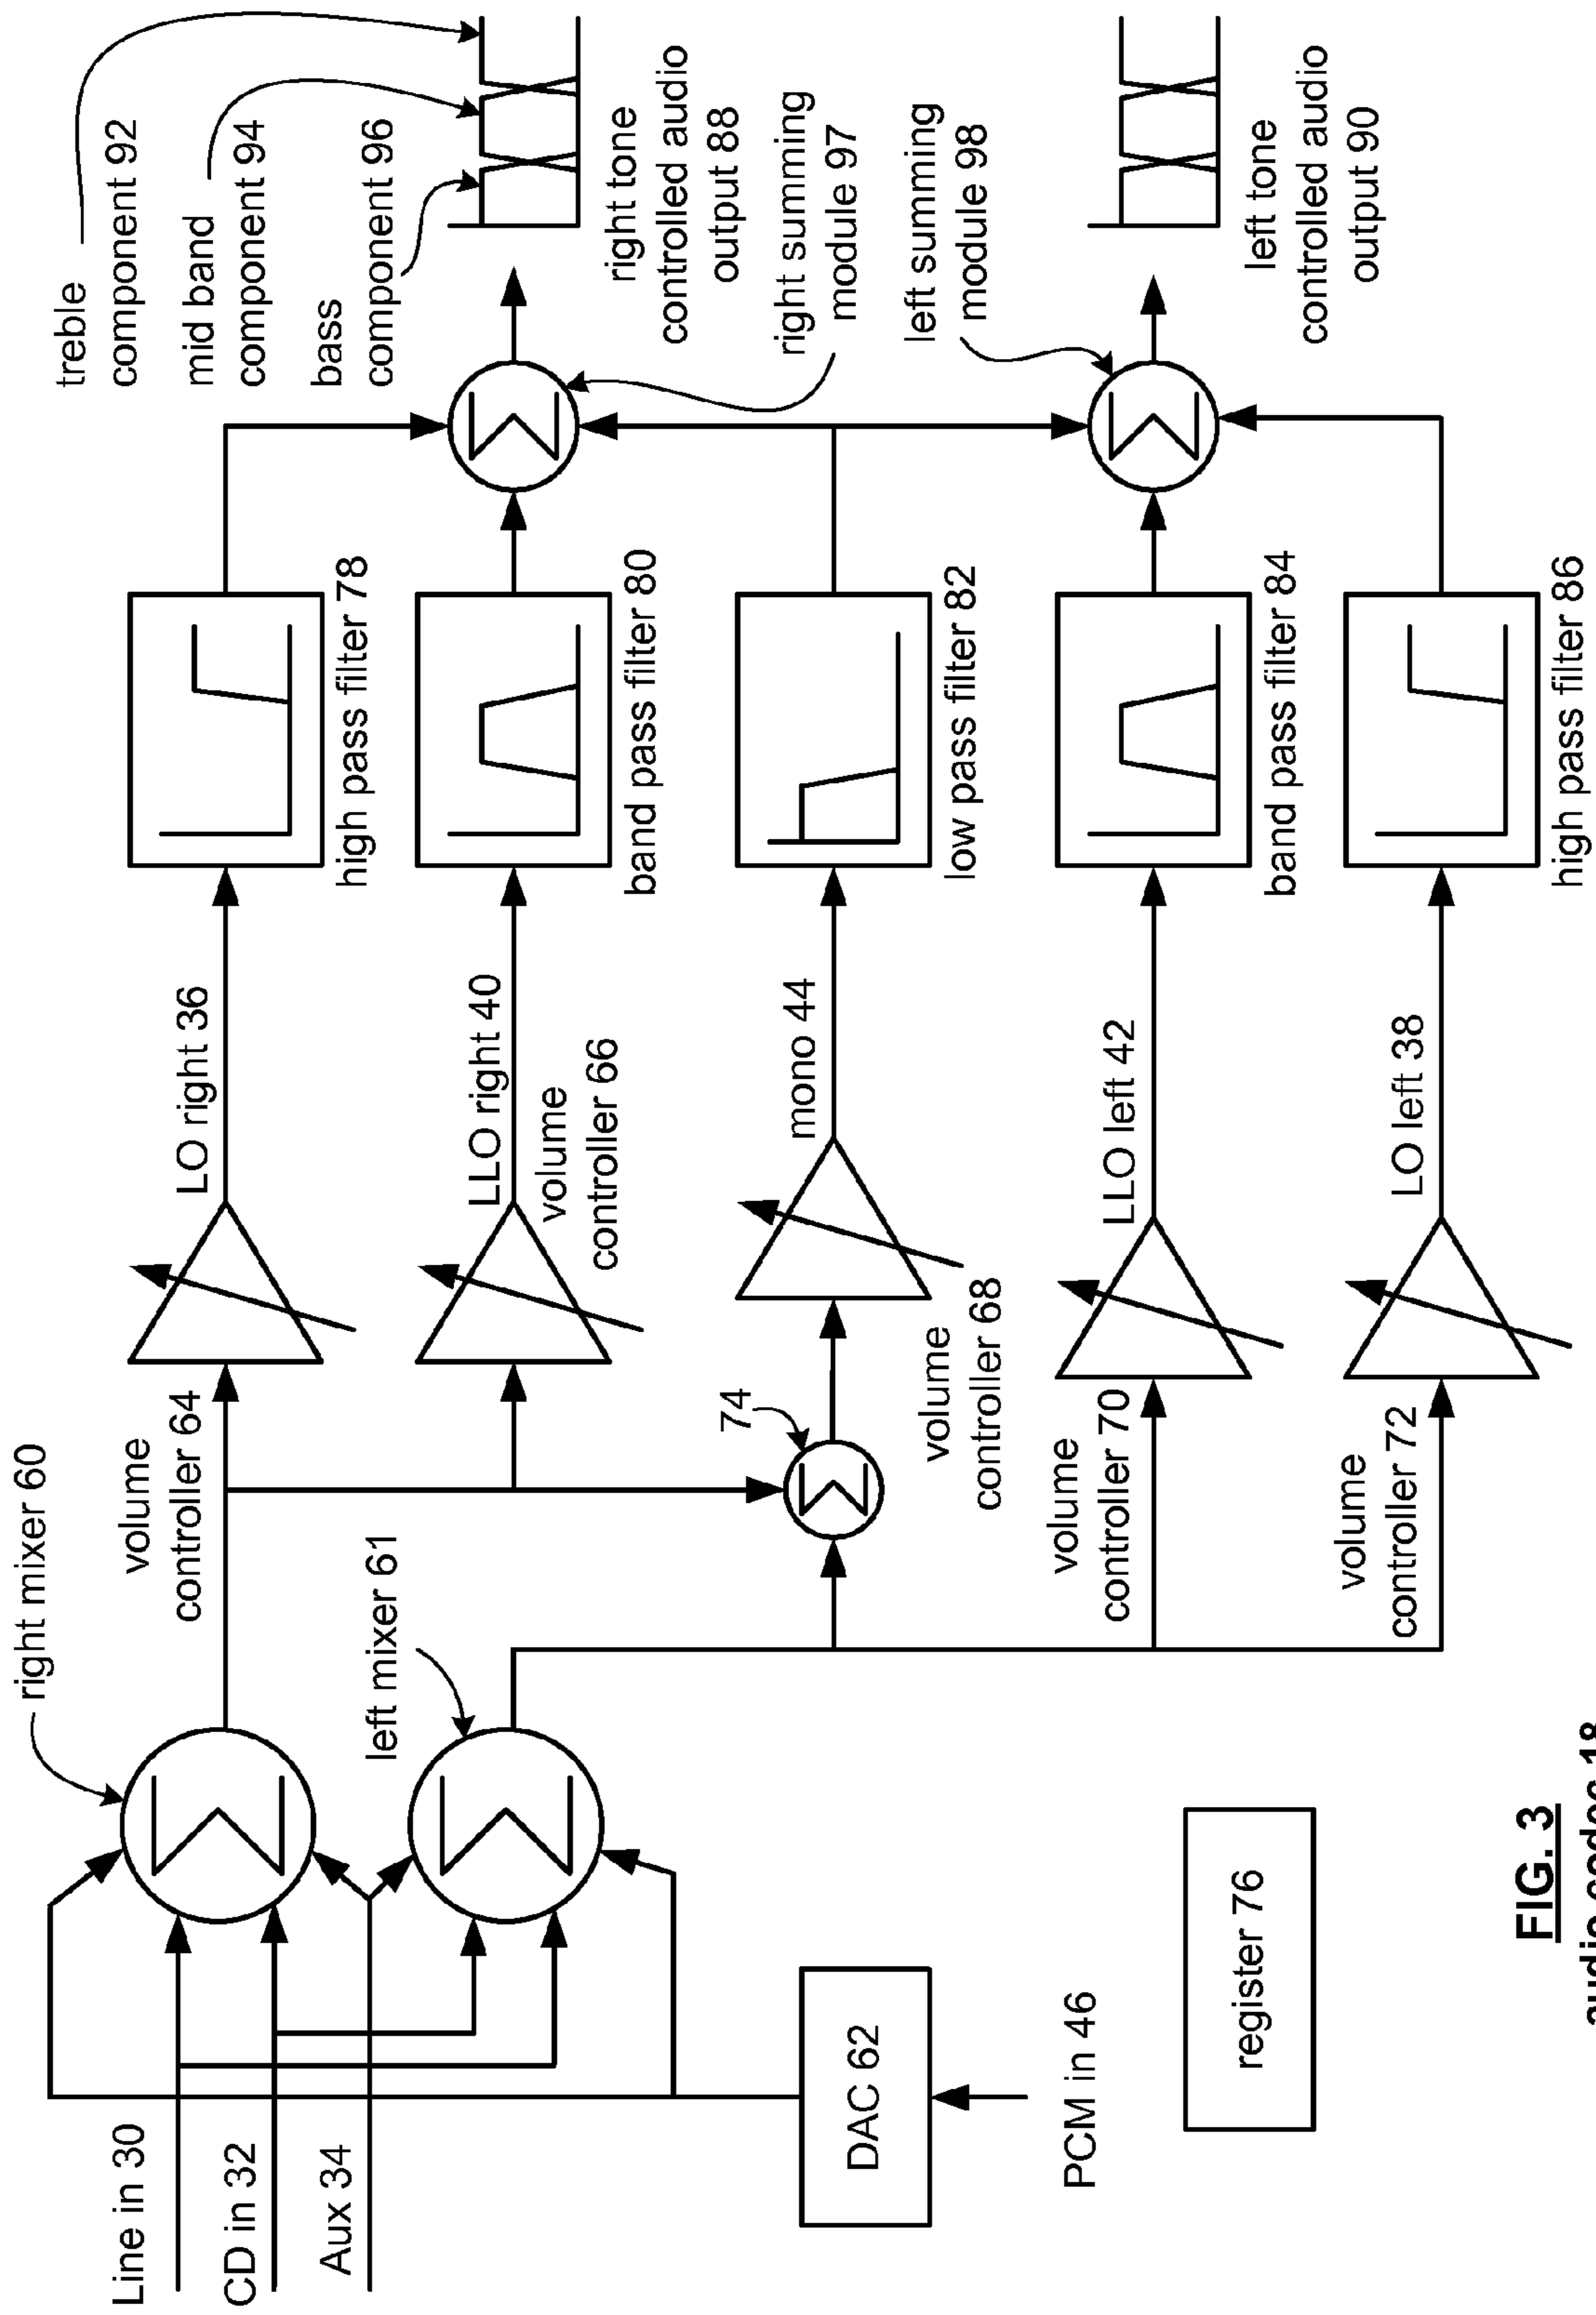 right mixer 60
volume
controller 64
LO right 36
high pass filter 78
treble
component 92
mid band
component 94
bass
component 96
Line in 30
CD in 32
Aux 34
left mixer 61
LLO right 40
volume
controller 66
band pass filter 80
right tone
controlled audio
output 88
right summing
module 97
74
mono 44
volume
controller 68
low pass filter 82
left summing
module 98
DAC 62
PCM in 46
volume
controller 70
LLO left 42
band pass filter 84
left tone
controlled audio
output 90
register 76
volume
controller 72
LO left 38
high pass filter 86
FIG. 3
audio codec 18